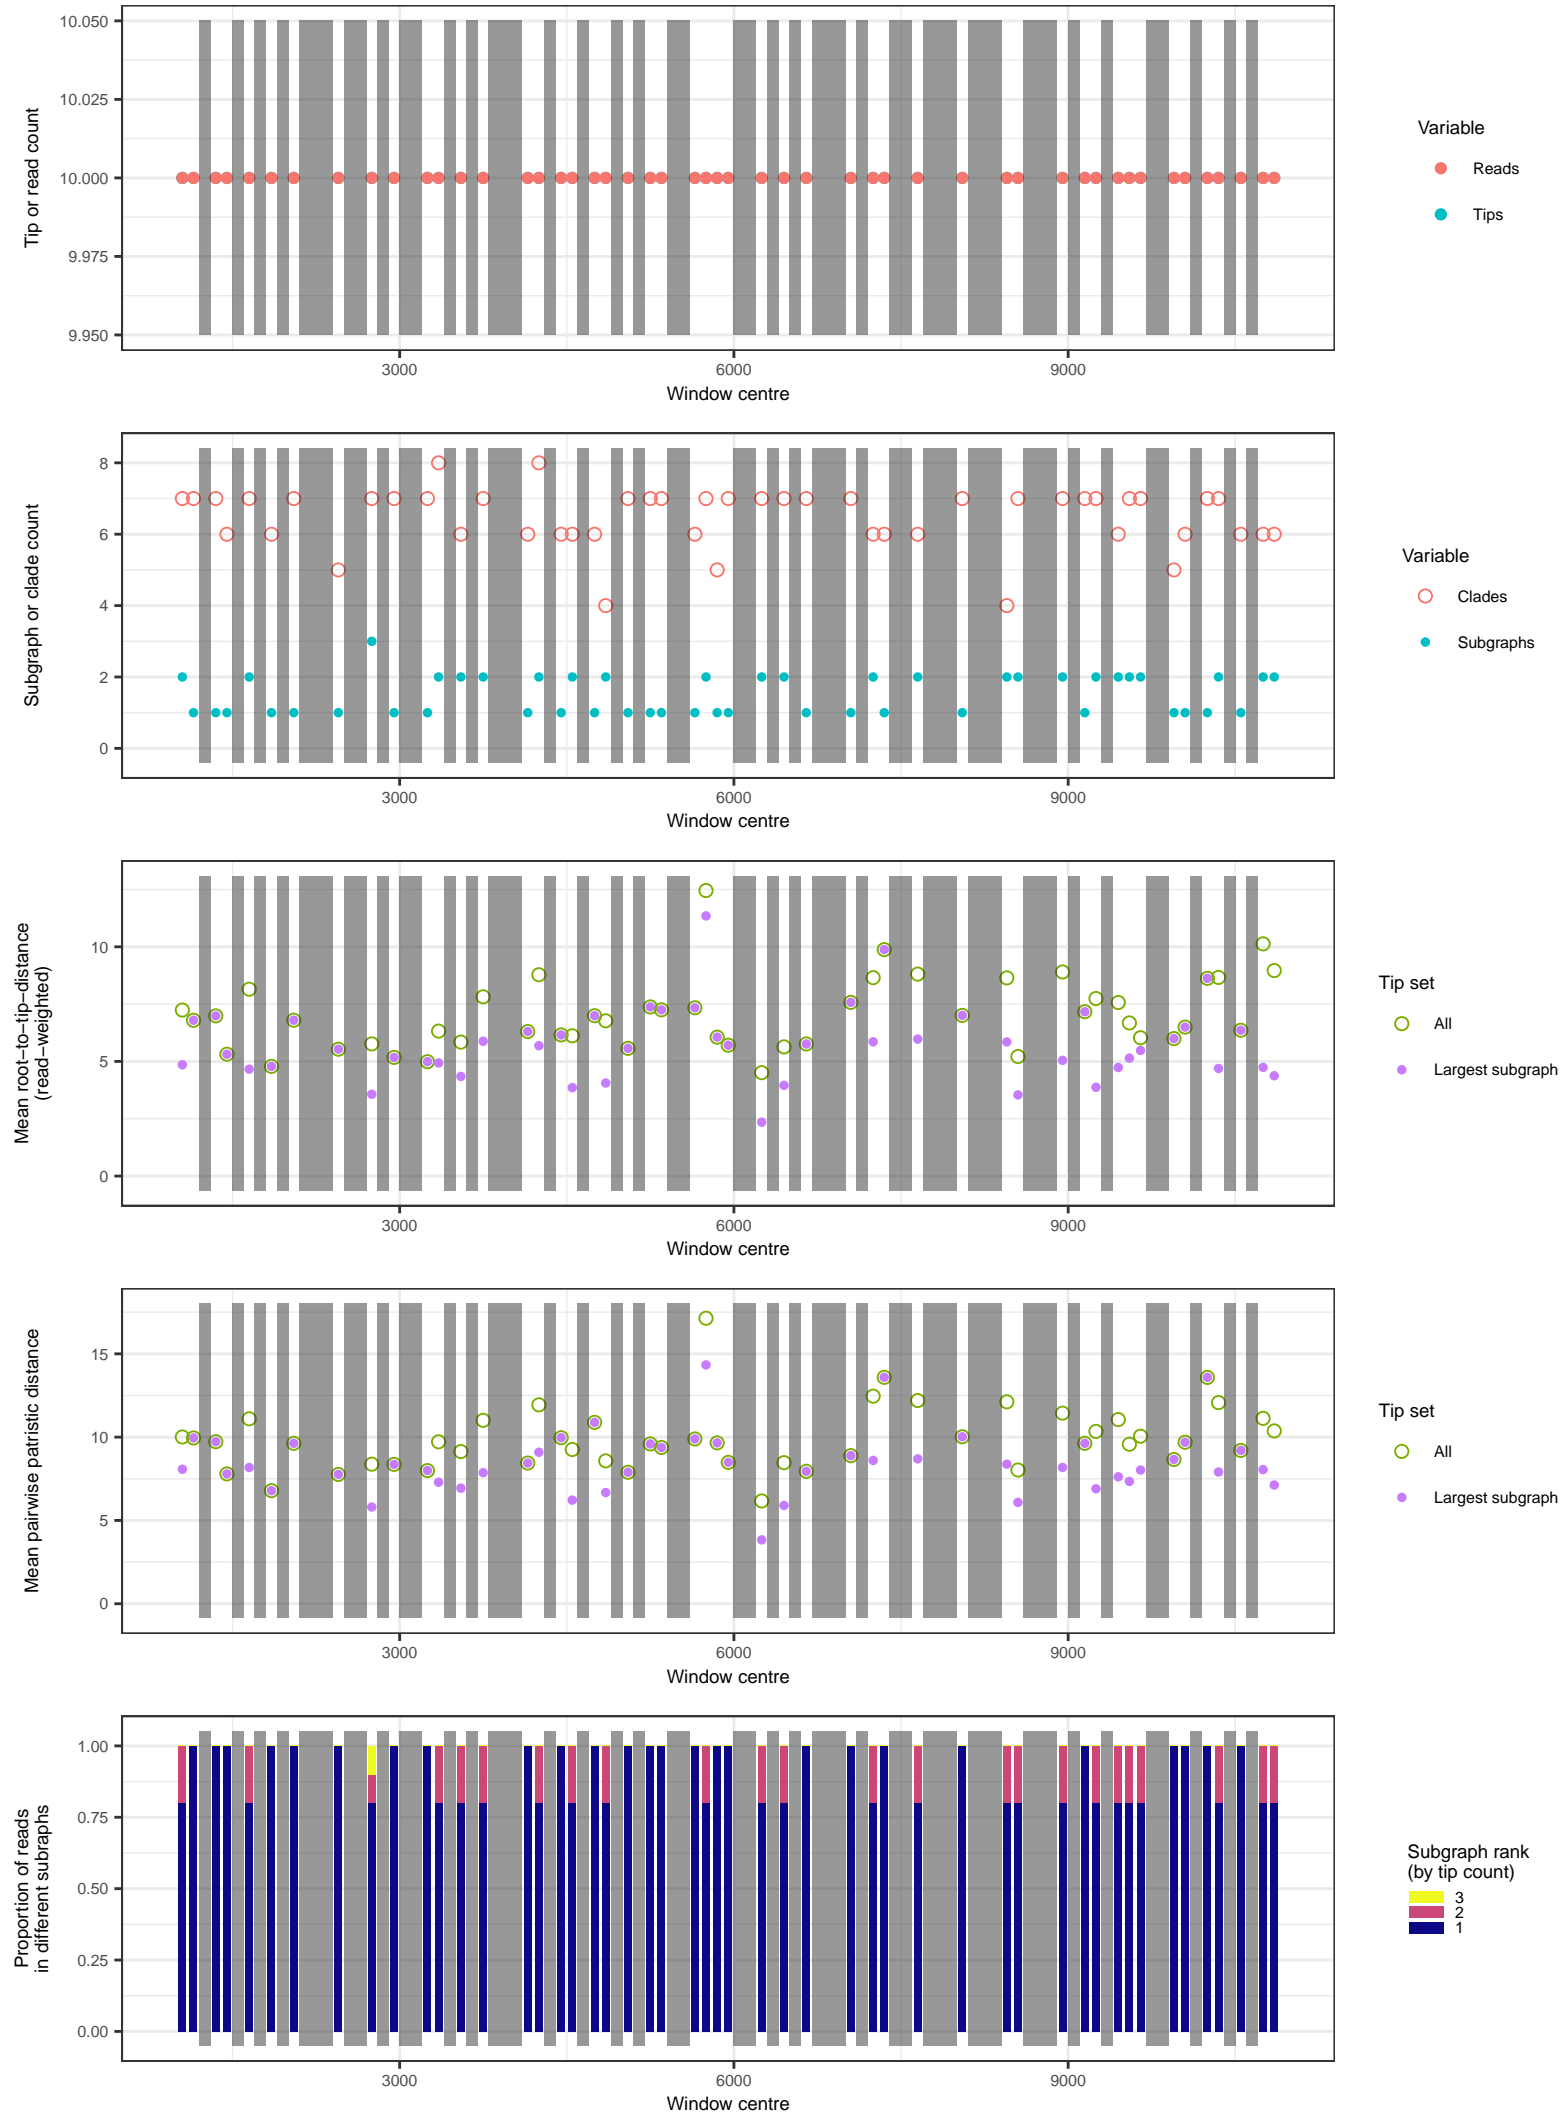 10.050
10.025
10.000
9.975
9.950
Tip or read count
3000
6000
9000
Window centre
Variable
Reads
Tips
8
6
4
2
0
Subgraph or clade count
3000
6000
9000
Window centre
Variable
Clades
Subgraphs
10
5
0
Mean root−to−tip−distance
(read−weighted)
3000
6000
9000
Window centre
Tip set
All
Largest subgraph
15
10
5
0
Mean pairwise patristic distance
3000
6000
9000
Window centre
Tip set
All
Largest subgraph
1.00
0.75
0.50
0.25
0.00
Proportion of reads
in different subraphs
3000
6000
9000
Window centre
Subgraph rank
(by tip count)
3
2
1